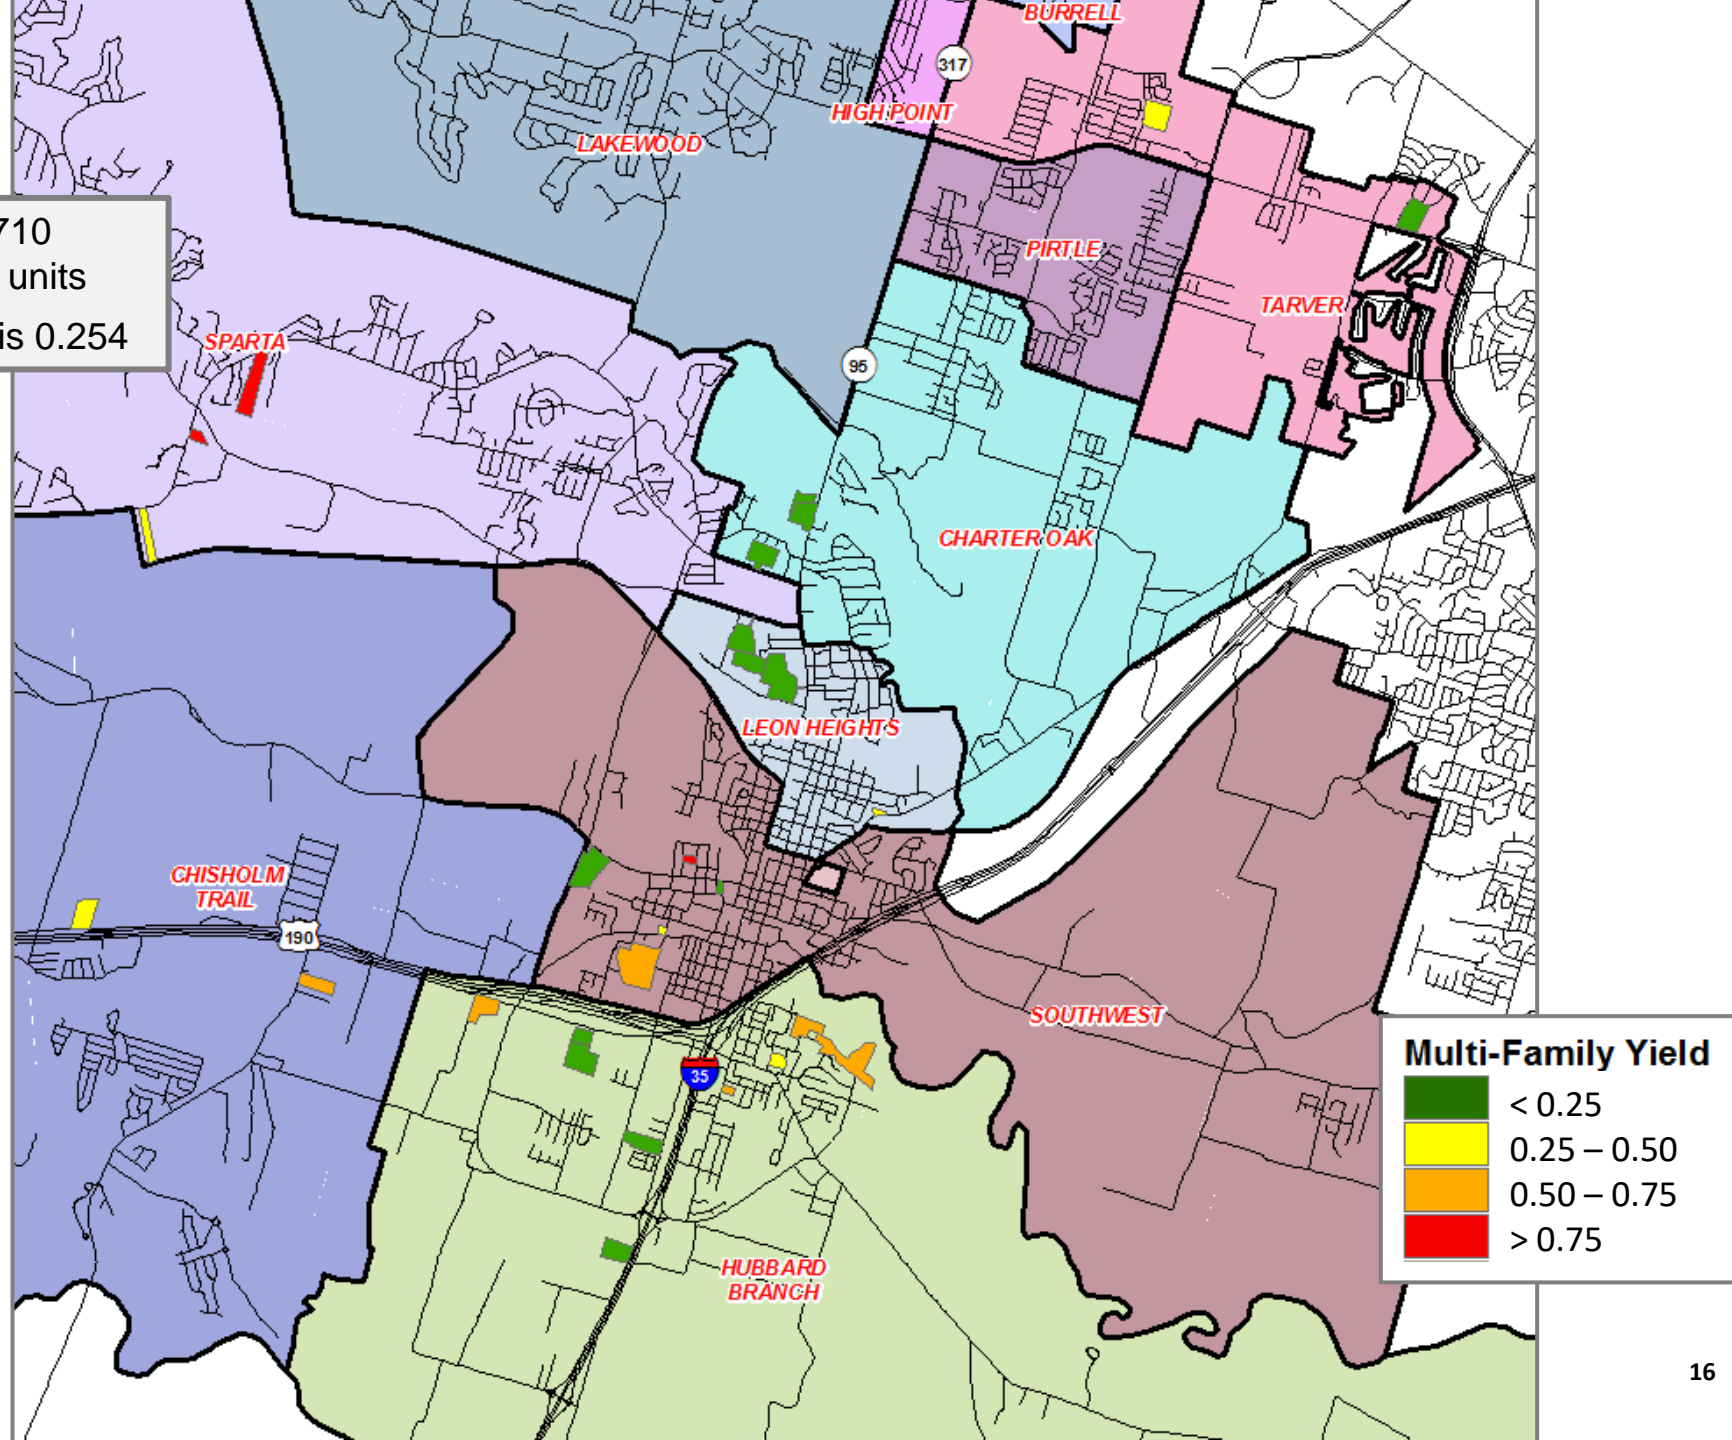 BURRELL
317
HIGH POINT
LAKEWOOD
710
units
is 0.254
PIRTLE
TARVER
SPARTA
95
CHARTER OAK
LEON HEIGHTS
CHISHOLM
TRAIL
190
SOUTHWEST
35
HUBBARD
BRANCH
Multi-Family Yield
< 0.25
0.25 – 0.50
0.50 – 0.75
> 0.75
16